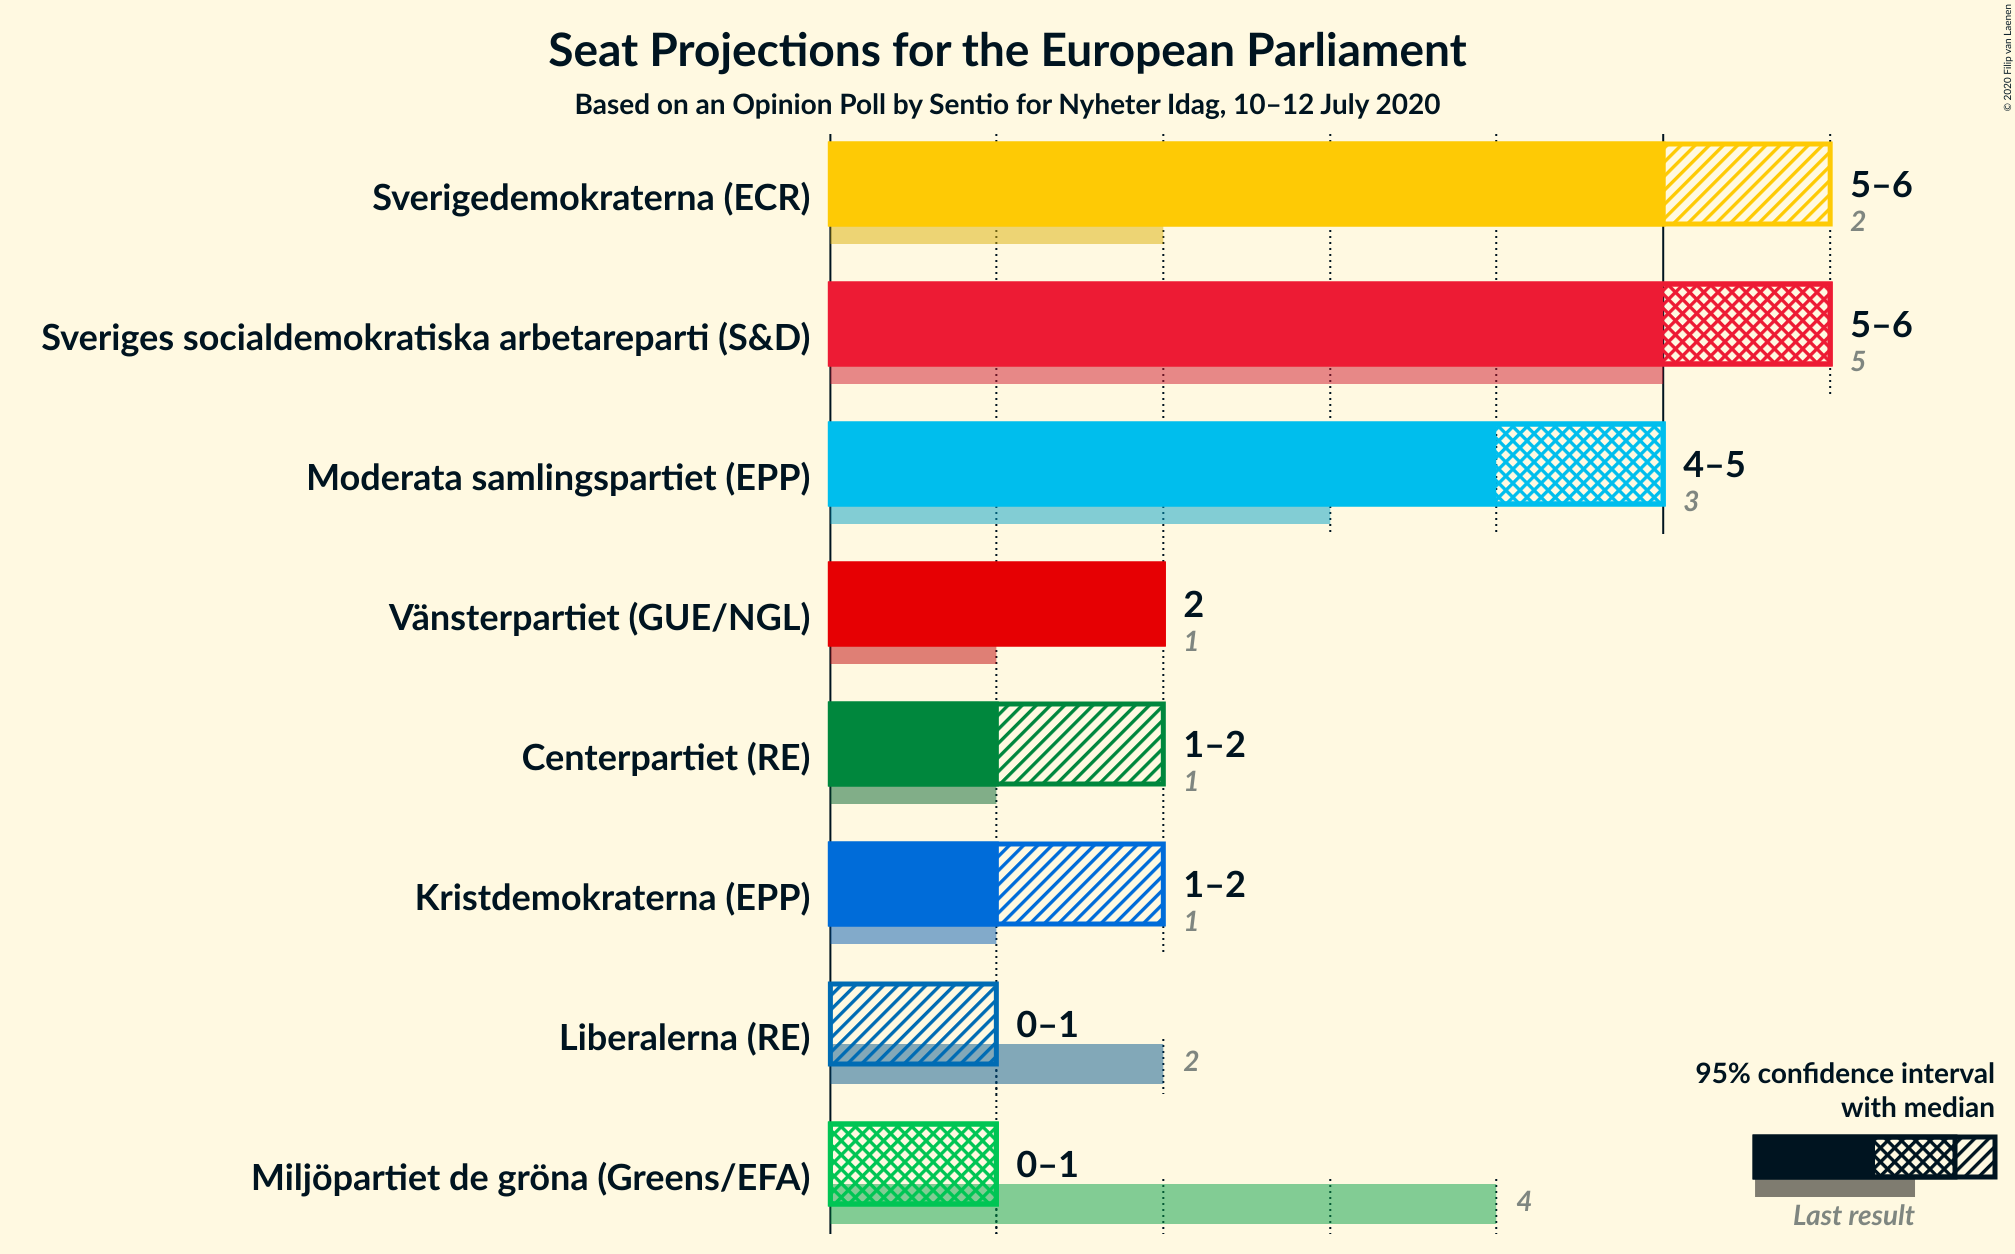 Seat Projections for the European Parliament
Based on an Opinion Poll by Sentio for Nyheter Idag, 10–12 July 2020
© 2020 Filip van Laenen
Sverigedemokraterna (ECR)
5–6
2
Sveriges socialdemokratiska arbetareparti (S&D)
5–6
5
Moderata samlingspartiet (EPP)
4–5
3
Vänsterpartiet (GUE/NGL)
2
1
Centerpartiet (RE)
1–2
1
Kristdemokraterna (EPP)
1–2
1
Liberalerna (RE)
0–1
2
Miljöpartiet de gröna (Greens/EFA)
0–1
4
95% confidence interval
with median
Last result